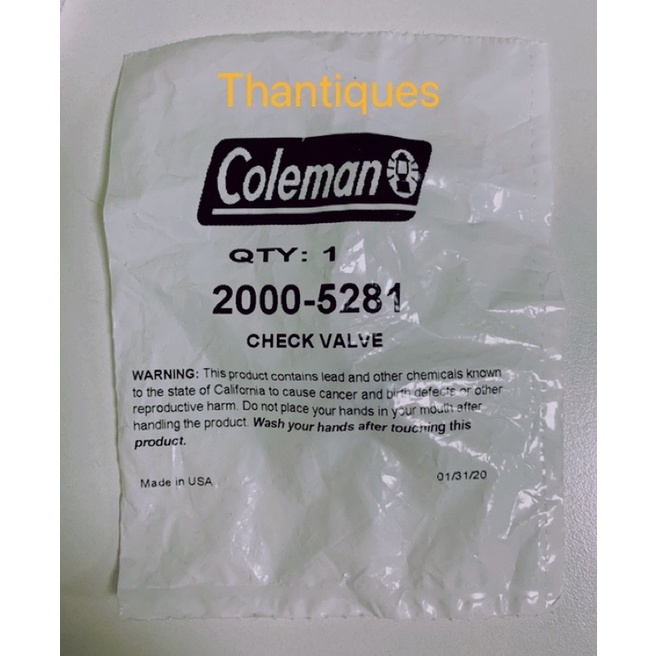 Thantiques
Coleman
QTY: 1
2000-5281
CHECK VALVE
WARNING: This product contains lead and other chemicals known
to the state of California to cause cancer and birth defects or other
reproductive harm. Do not place your hands in your mouth after
handling the product. Wash your hands after touching this
product.
Made in USA
01/31/20